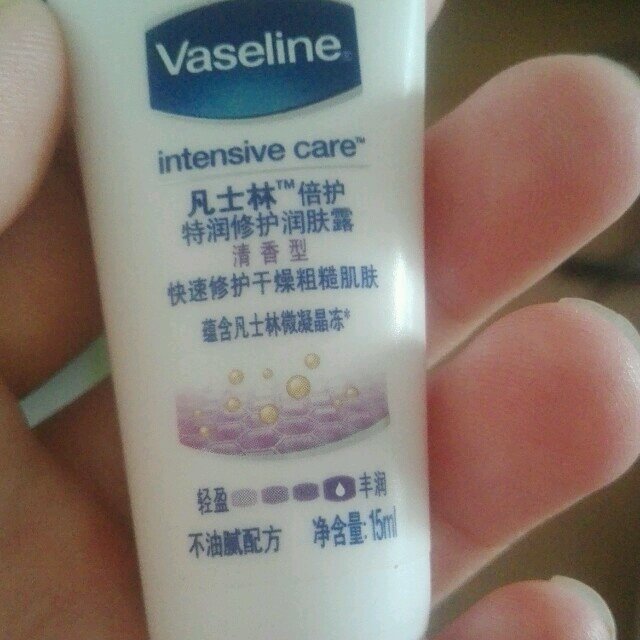 Vaseline®
intensive care™
凡士林™倍护
特润修护润肤露
清香型
快速修护干燥粗糙肌肤
蕴含凡士林微凝晶冻*
轻盈 丰润
不油腻配方 净含量:15ml